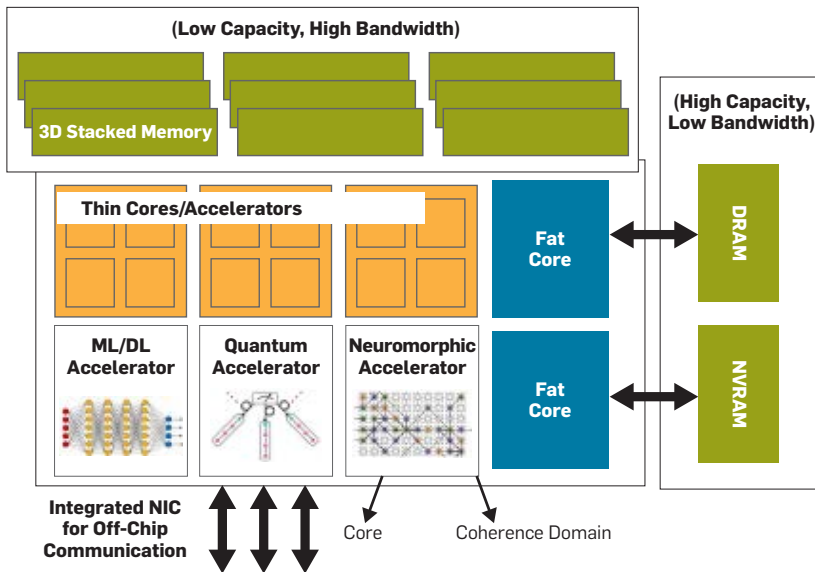 (Low Capacity, High Bandwidth)
3D Stacked Memory
(High Capacity,
Low Bandwidth)
Thin Cores/Accelerators
Fat
Core
DRAM
ML/DL
Accelerator
Quantum
Accelerator
Neuromorphic
Accelerator
Fat
Core
NVRAM
Integrated NIC
for Off-Chip
Communication
Core
Coherence Domain